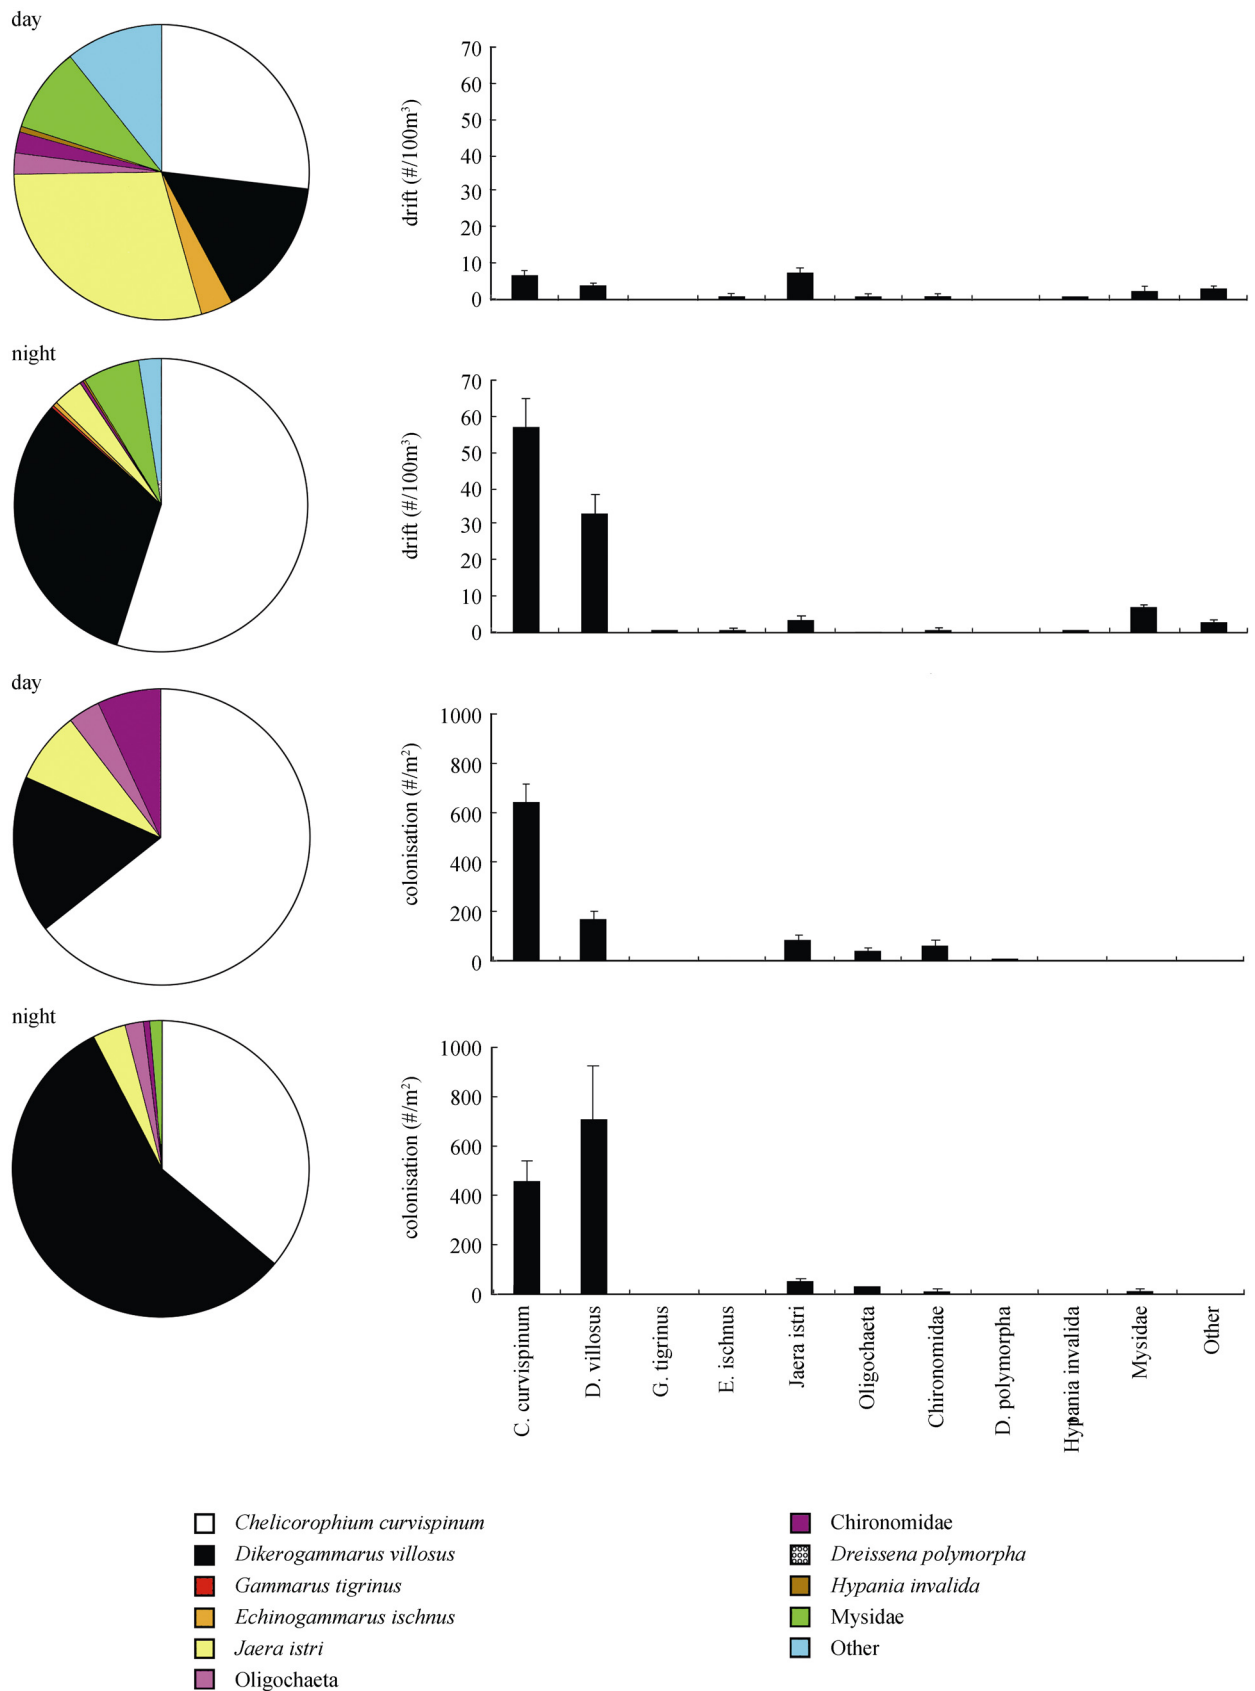 day
70
60
50
40
30
20
10
0
drift (#/100m³)
night
70
60
50
40
30
20
10
0
drift (#/100m³)
day
1000
800
600
400
200
0
colonisation (#/m²)
night
1000
800
600
400
200
0
colonisation (#/m²)
C. curvispinum
D. villosus
G. tigrinus
E. ischnus
Jaera istri
Oligochaeta
Chironomidae
D. polymorpha
Hypania invalida
Mysidae
Other
Chelicorophium curvispinum
Dikerogammarus villosus
Gammarus tigrinus
Echinogammarus ischnus
Jaera istri
Oligochaeta
Chironomidae
Dreissena polymorpha
Hypania invalida
Mysidae
Other